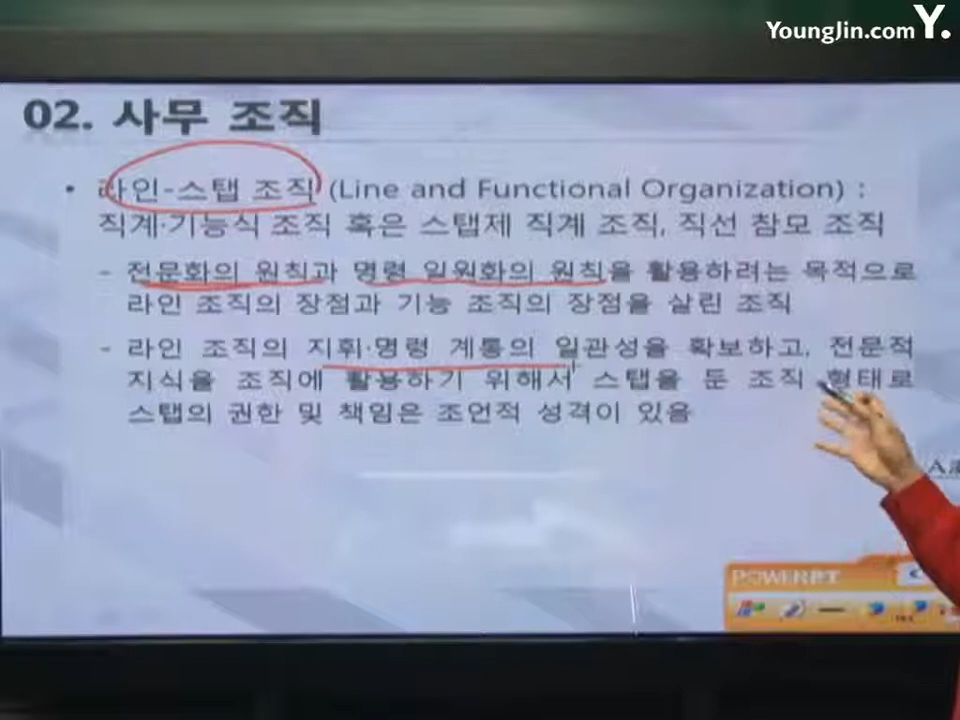 YoungJin.com Y.
02. 사무 조직
• 라인-스탭 조직 (Line and Functional Organization) :
직계·기능식 조직 혹은 스탭제 직계 조직, 직선 참모 조직
- 전문화의 원칙과 명령 일원화의 원칙을 활용하려는 목적으로
라인 조직의 장점과 기능 조직의 장점을 살린 조직
- 라인 조직의 지휘·명령 계통의 일관성을 확보하고, 전문적
지식을 조직에 활용하기 위해서 스탭을 둔 조직 형태로
스탭의 권한 및 책임은 조언적 성격이 있음
POWERPT